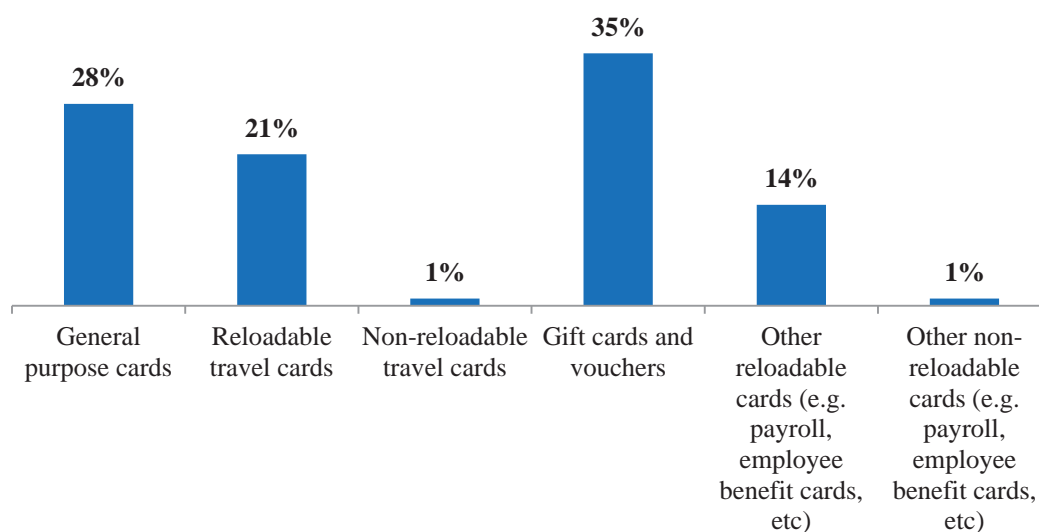 28%
21%
1%
35%
14%
1%
General
purpose cards
Reloadable
travel cards
Non-reloadable
travel cards
Gift cards and
vouchers
Other
reloadable
cards (e.g.
payroll,
employee
benefit cards,
etc)
Other non-
reloadable
cards (e.g.
payroll,
employee
benefit cards,
etc)